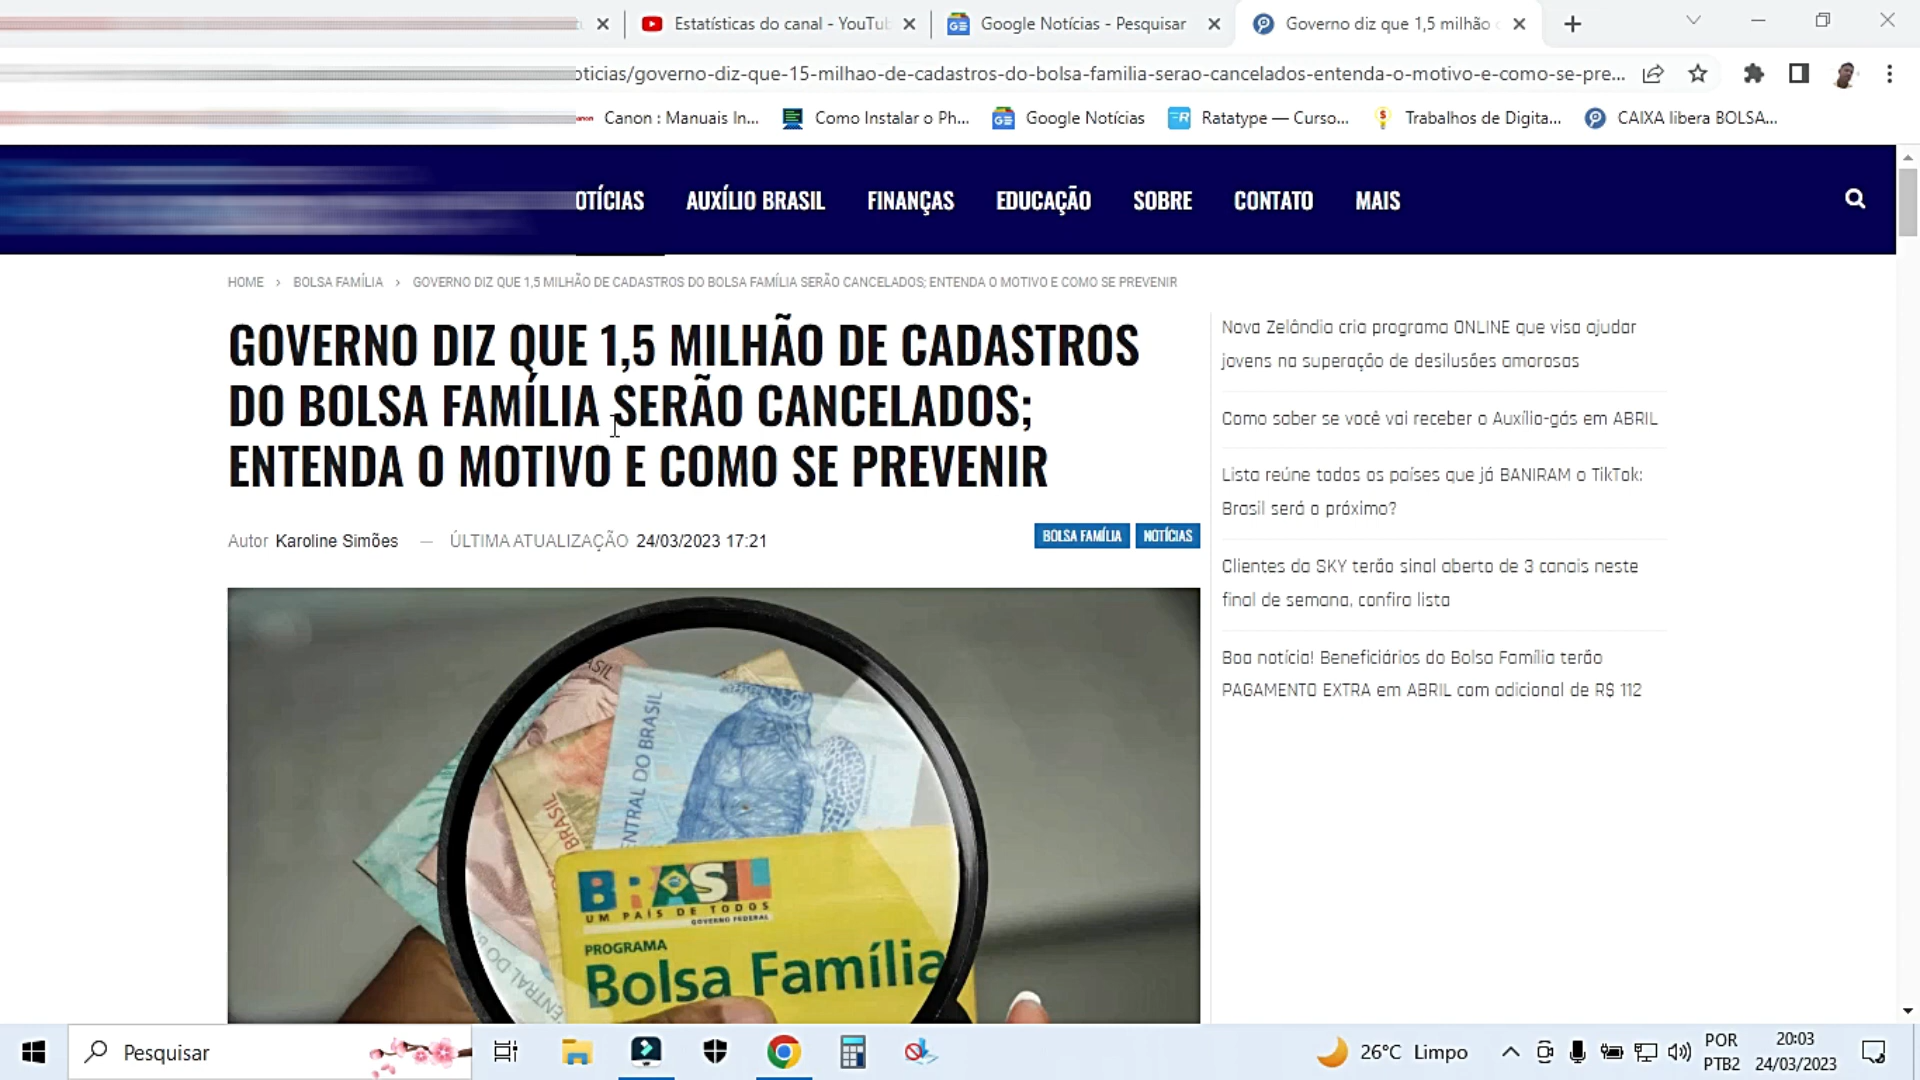 Estatísticas do canal - YouTub
Google Notícias - Pesquisar
Governo diz que 1,5 milhão
oticias/governo-diz-que-15-milhao-de-cadastros-do-bolsa-familia-serao-cancelados-entenda-o-motivo-e-como-se-pre...
Canon : Manuais In...
Como Instalar o Ph...
Google Notícias
Ratatype — Curso...
Trabalhos de Digita...
CAIXA libera BOLSA...
OTÍCIAS AUXÍLIO BRASIL FINANÇAS EDUCAÇÃO SOBRE CONTATO MAIS
HOME > BOLSA FAMÍLIA > GOVERNO DIZ QUE 1,5 MILHÃO DE CADASTROS DO BOLSA FAMÍLIA SERÃO CANCELADOS; ENTENDA O MOTIVO E COMO SE PREVENIR
GOVERNO DIZ QUE 1,5 MILHÃO DE CADASTROS
DO BOLSA FAMÍLIA SERÃO CANCELADOS;
ENTENDA O MOTIVO E COMO SE PREVENIR
Autor Karoline Simões — ÚLTIMA ATUALIZAÇÃO 24/03/2023 17:21
BOLSA FAMÍLIA NOTÍCIAS
Nova Zelândia cria programa ONLINE que visa ajudar
jovens na superação de desilusões amorosas
Como saber se você vai receber o Auxílio-gás em ABRIL
Lista reúne todos os países que já BANIRAM o TikTok:
Brasil será o próximo?
Clientes da SKY terão sinal aberto de 3 canais neste
final de semana, confira lista
Boa notícia! Beneficiários do Bolsa Família terão
PAGAMENTO EXTRA em ABRIL com adicional de R$ 112
ASIL
ENTRAL DO BRASIL
BRASIL
CENTRAL DO B
BRASIL
UM PAÍS DE TODOS
GOVERNO FEDERAL
PROGRAMA
Bolsa Família
Pesquisar
26°C Limpo
POR
PTB2
20:03
24/03/2023